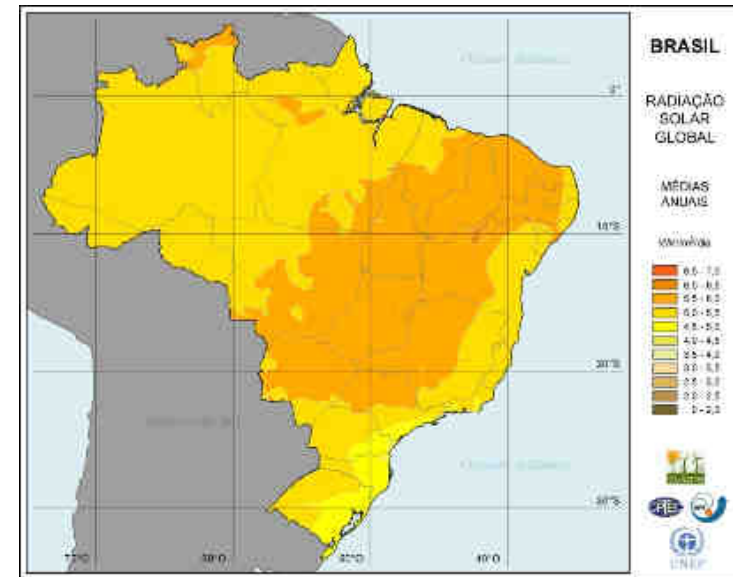 BRASIL
RADIAÇÃO
SOLAR
GLOBAL
MÉDIAS
ANUAIS
6,5 - 7,0
6,0 - 6,5
5,5 - 6,0
5,0 - 5,5
4,5 - 5,0
4,0 - 4,5
3,5 - 4,0
3,0 - 3,5
2,5 - 3,0
2,0 - 2,5
0 - 2,0
0°
10°S
20°S
30°S
70°O
60°O
50°O
40°O
UNEP